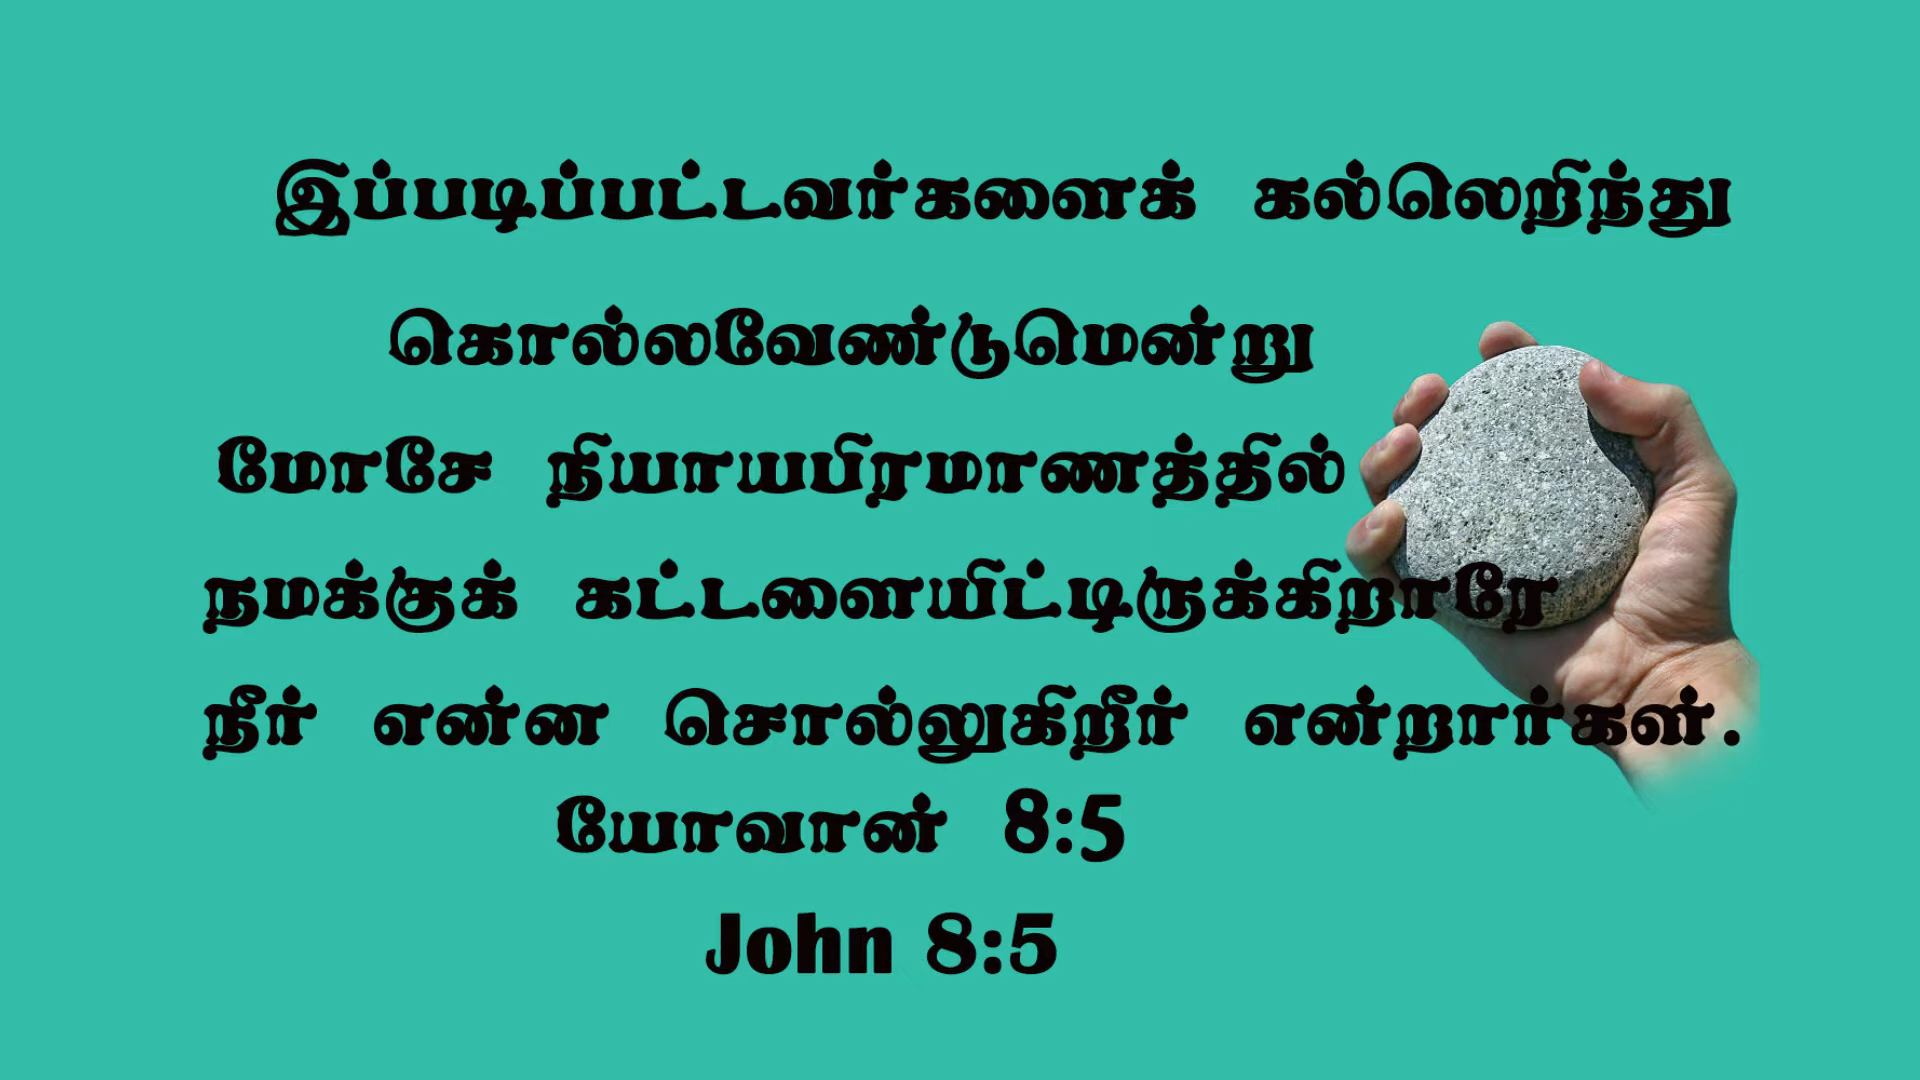 இப்படிப்பட்டவர்களைக் கல்லெறிந்து
கொல்லவேண்டுமென்று
மோசே நியாயபிரமாணத்தில்
நமக்குக் கட்டளையிட்டிருக்கிறாரே
நீர் என்ன சொல்லுகிறீர் என்றார்கள்.
யோவான் 8:5
John 8:5